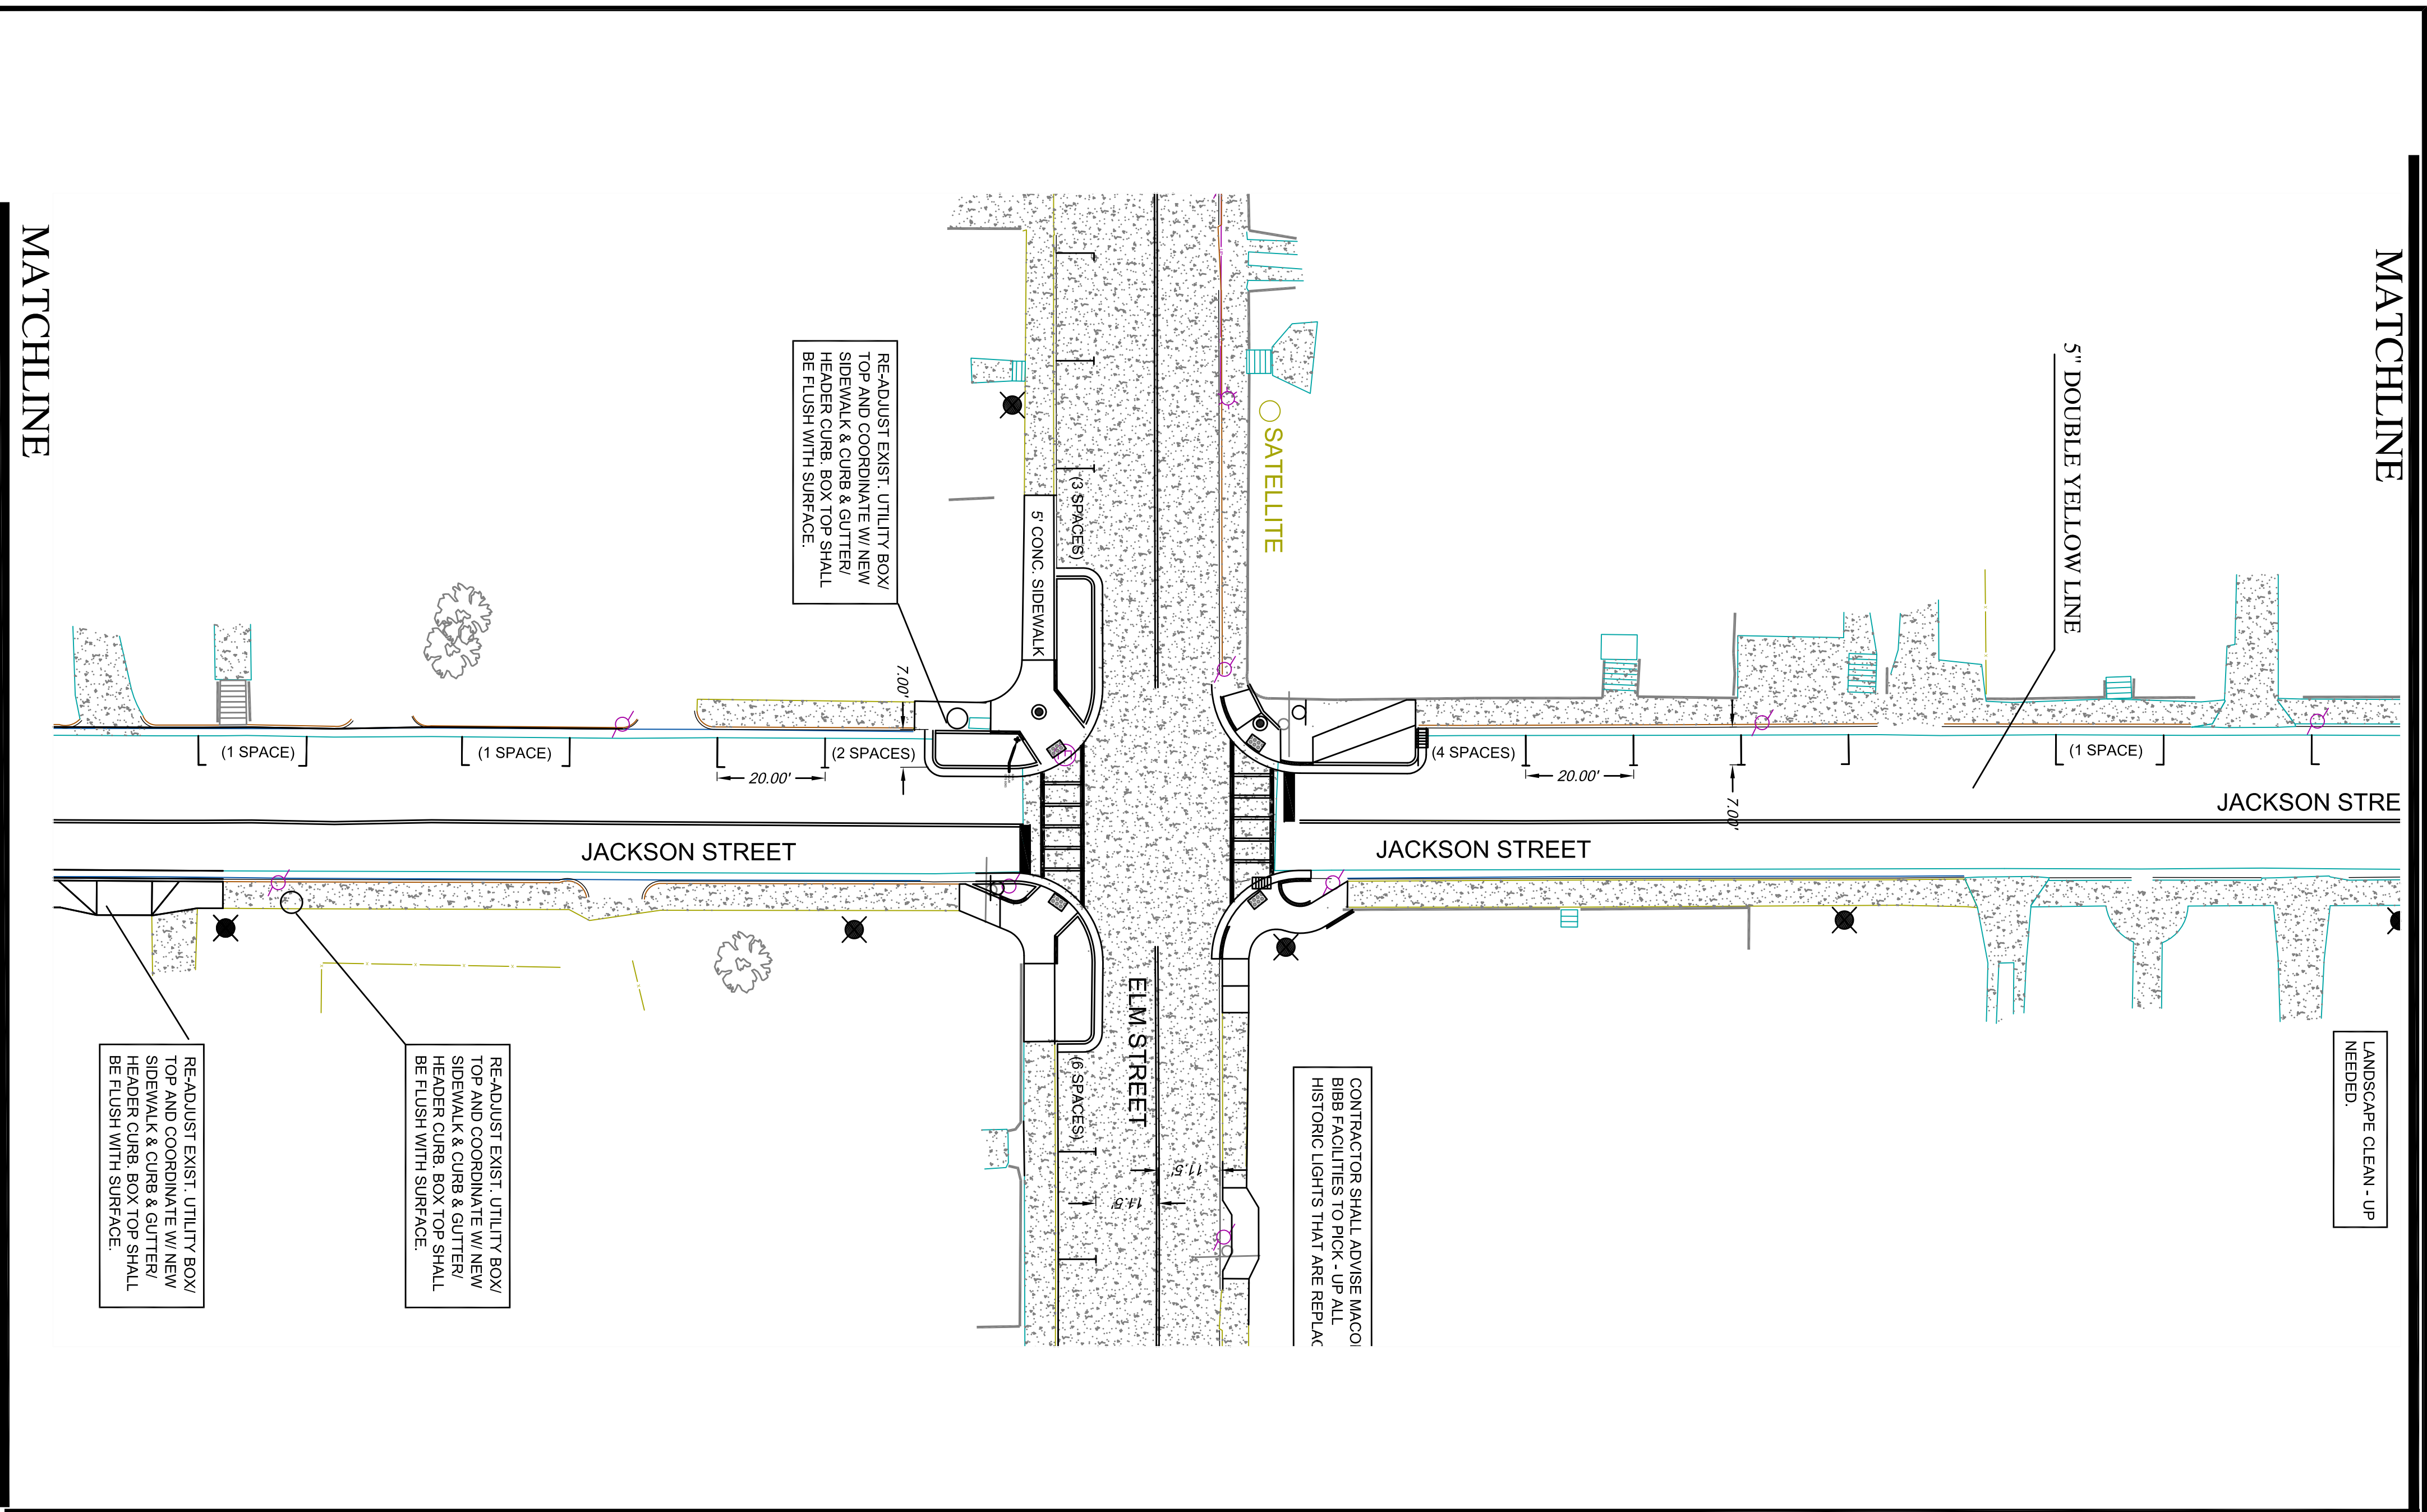 MATCHLINE
MATCHLINE
5" DOUBLE YELLOW LINE
SATELLITE
RE-ADJUST EXIST. UTILITY BOX/
TOP AND COORDINATE W/ NEW
SIDEWALK & CURB & GUTTER/
HEADER CURB. BOX TOP SHALL
BE FLUSH WITH SURFACE.
(3 SPACES)
5' CONC. SIDEWALK
7.00'
(1 SPACE)
(1 SPACE)
(2 SPACES)
20.00'
(4 SPACES)
20.00'
7.00'
(1 SPACE)
JACKSON STRE
JACKSON STREET
JACKSON STREET
ELM STREET
(6 SPACES)
11.5'
11.5'
RE-ADJUST EXIST. UTILITY BOX/
TOP AND COORDINATE W/ NEW
SIDEWALK & CURB & GUTTER/
HEADER CURB. BOX TOP SHALL
BE FLUSH WITH SURFACE.
RE-ADJUST EXIST. UTILITY BOX/
TOP AND COORDINATE W/ NEW
SIDEWALK & CURB & GUTTER/
HEADER CURB. BOX TOP SHALL
BE FLUSH WITH SURFACE.
CONTRACTOR SHALL ADVISE MACO
BIBB FACILITIES TO PICK - UP ALL
HISTORIC LIGHTS THAT ARE REPLAC
LANDSCAPE CLEAN - UP
NEEDED.